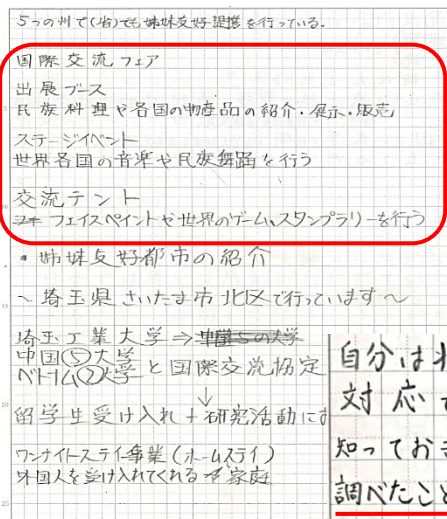 5つの州で(省)でも姉妹友好提携を行っている。
国際交流フェア
出展ブース
民族料理や各国の物産品の紹介・展示・販売
ステージイベント
世界各国の音楽や民族舞踊を行う
交流テント
フェイスペイントや世界のゲーム、スタンプラリーを行う
・姉妹友好都市の紹介
～埼玉県さいたま市北区で行っています～
埼玉工業大学⇒
中国⑤大学
ベトナム②大学 と国際交流協定
↓
留学生受け入れ+研究活動に
ワンナイトステイ事業(ホームステイ)
外国人を受け入れてくれる家庭
自分は
対応
知ってお
調べたこ
5
10
15
20
25